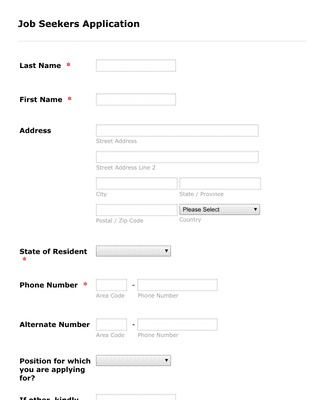 Job Seekers Application
Last Name *
First Name *
Address
Street Address
Street Address Line 2
City State / Province
Please Select
Postal / Zip Code Country
State of Resident
*
Phone Number * -
Area Code Phone Number
Alternate Number -
Area Code Phone Number
Position for which
you are applying
for?
If other, kindly